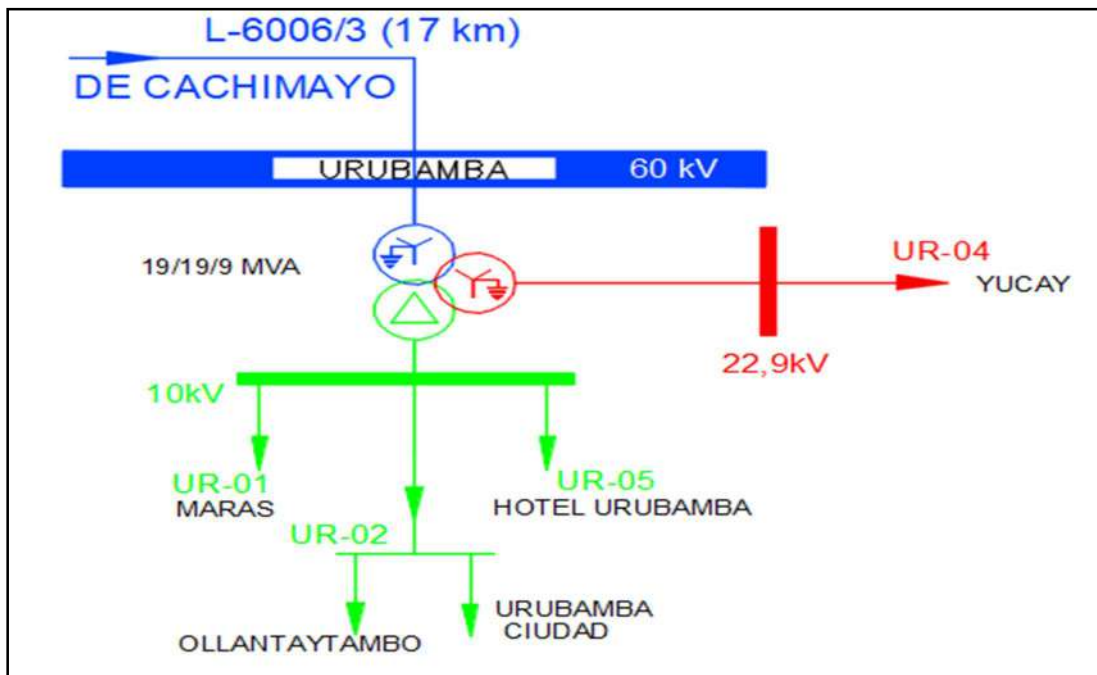 L-6006/3 (17 km)
DE CACHIMAYO
URUBAMBA 60 kV
19/19/9 MVA
UR-04
YUCAY
22,9kV
10kV
UR-01
MARAS
UR-05
HOTEL URUBAMBA
UR-02
OLLANTAYTAMBO
URUBAMBA
CIUDAD